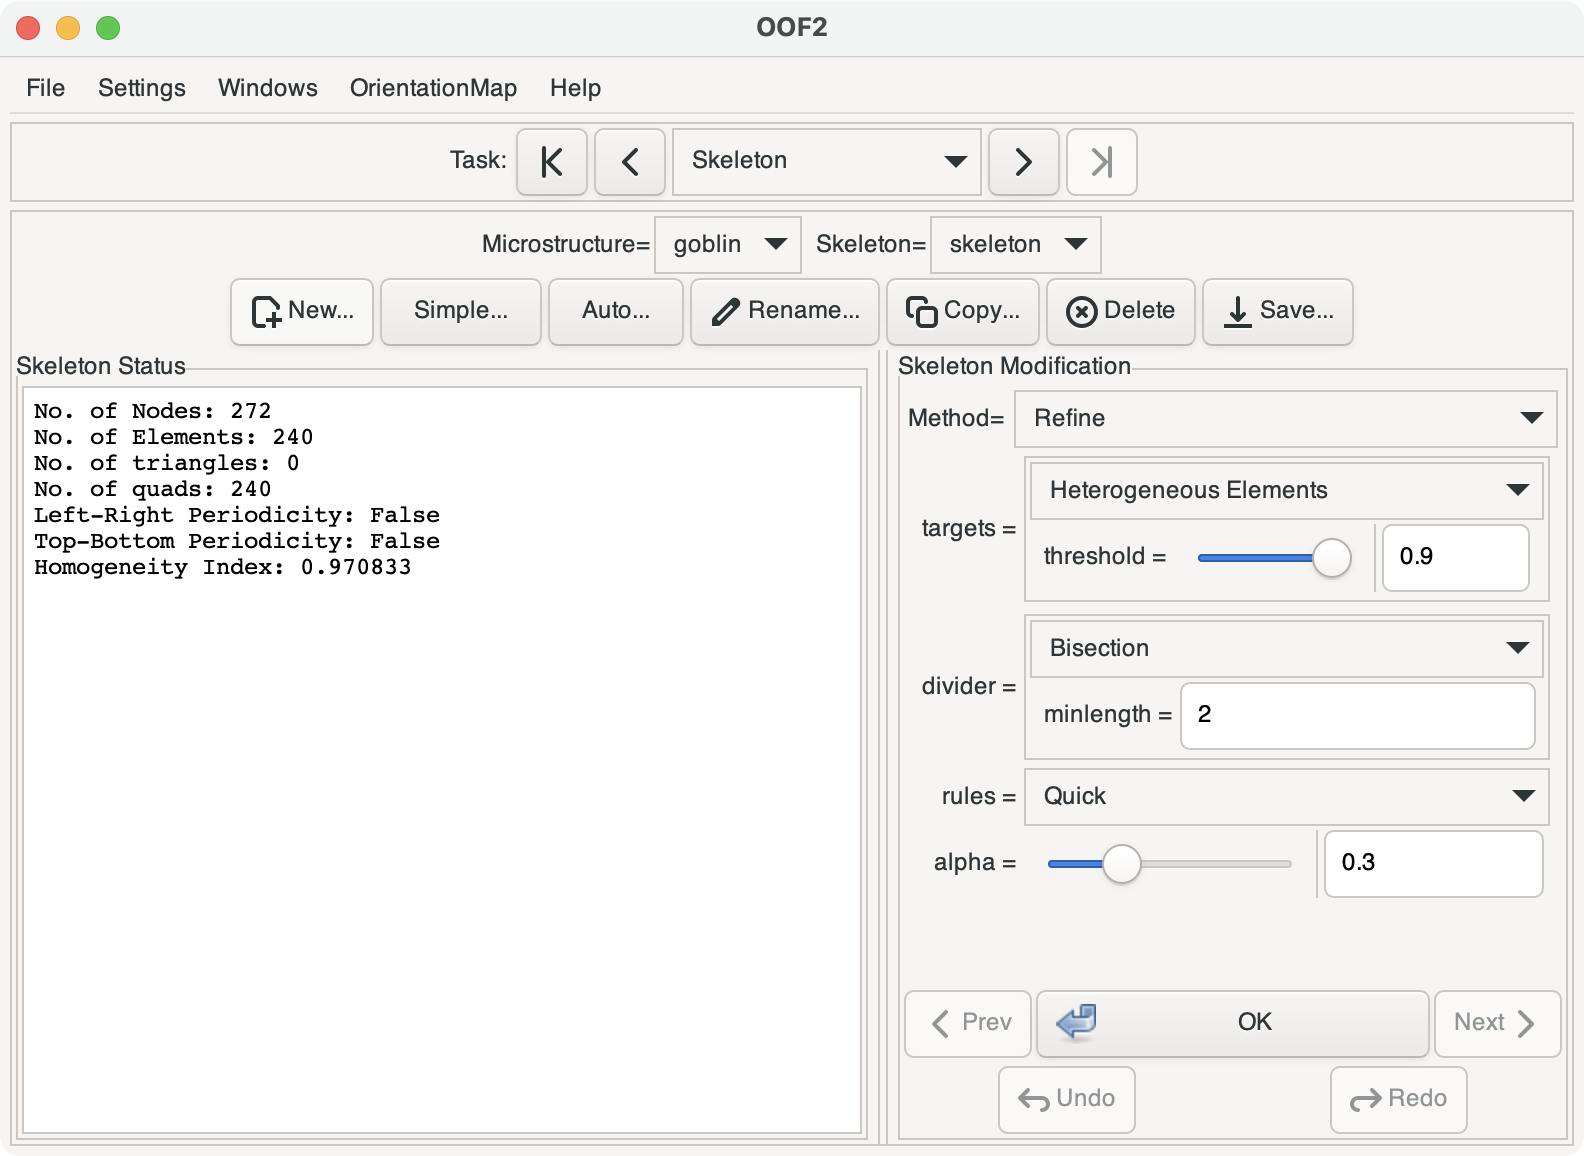 OOF2
File Settings Windows OrientationMap Help
Task: Skeleton
Microstructure= goblin Skeleton= skeleton
New... Simple... Auto... Rename... Copy... Delete Save...
Skeleton Status
No. of Nodes: 272
No. of Elements: 240
No. of triangles: 0
No. of quads: 240
Left-Right Periodicity: False
Top-Bottom Periodicity: False
Homogeneity Index: 0.970833
Skeleton Modification
Method= Refine
targets = Heterogeneous Elements
threshold = 0.9
divider = Bisection
minlength = 2
rules = Quick
alpha = 0.3
Prev OK Next
Undo Redo